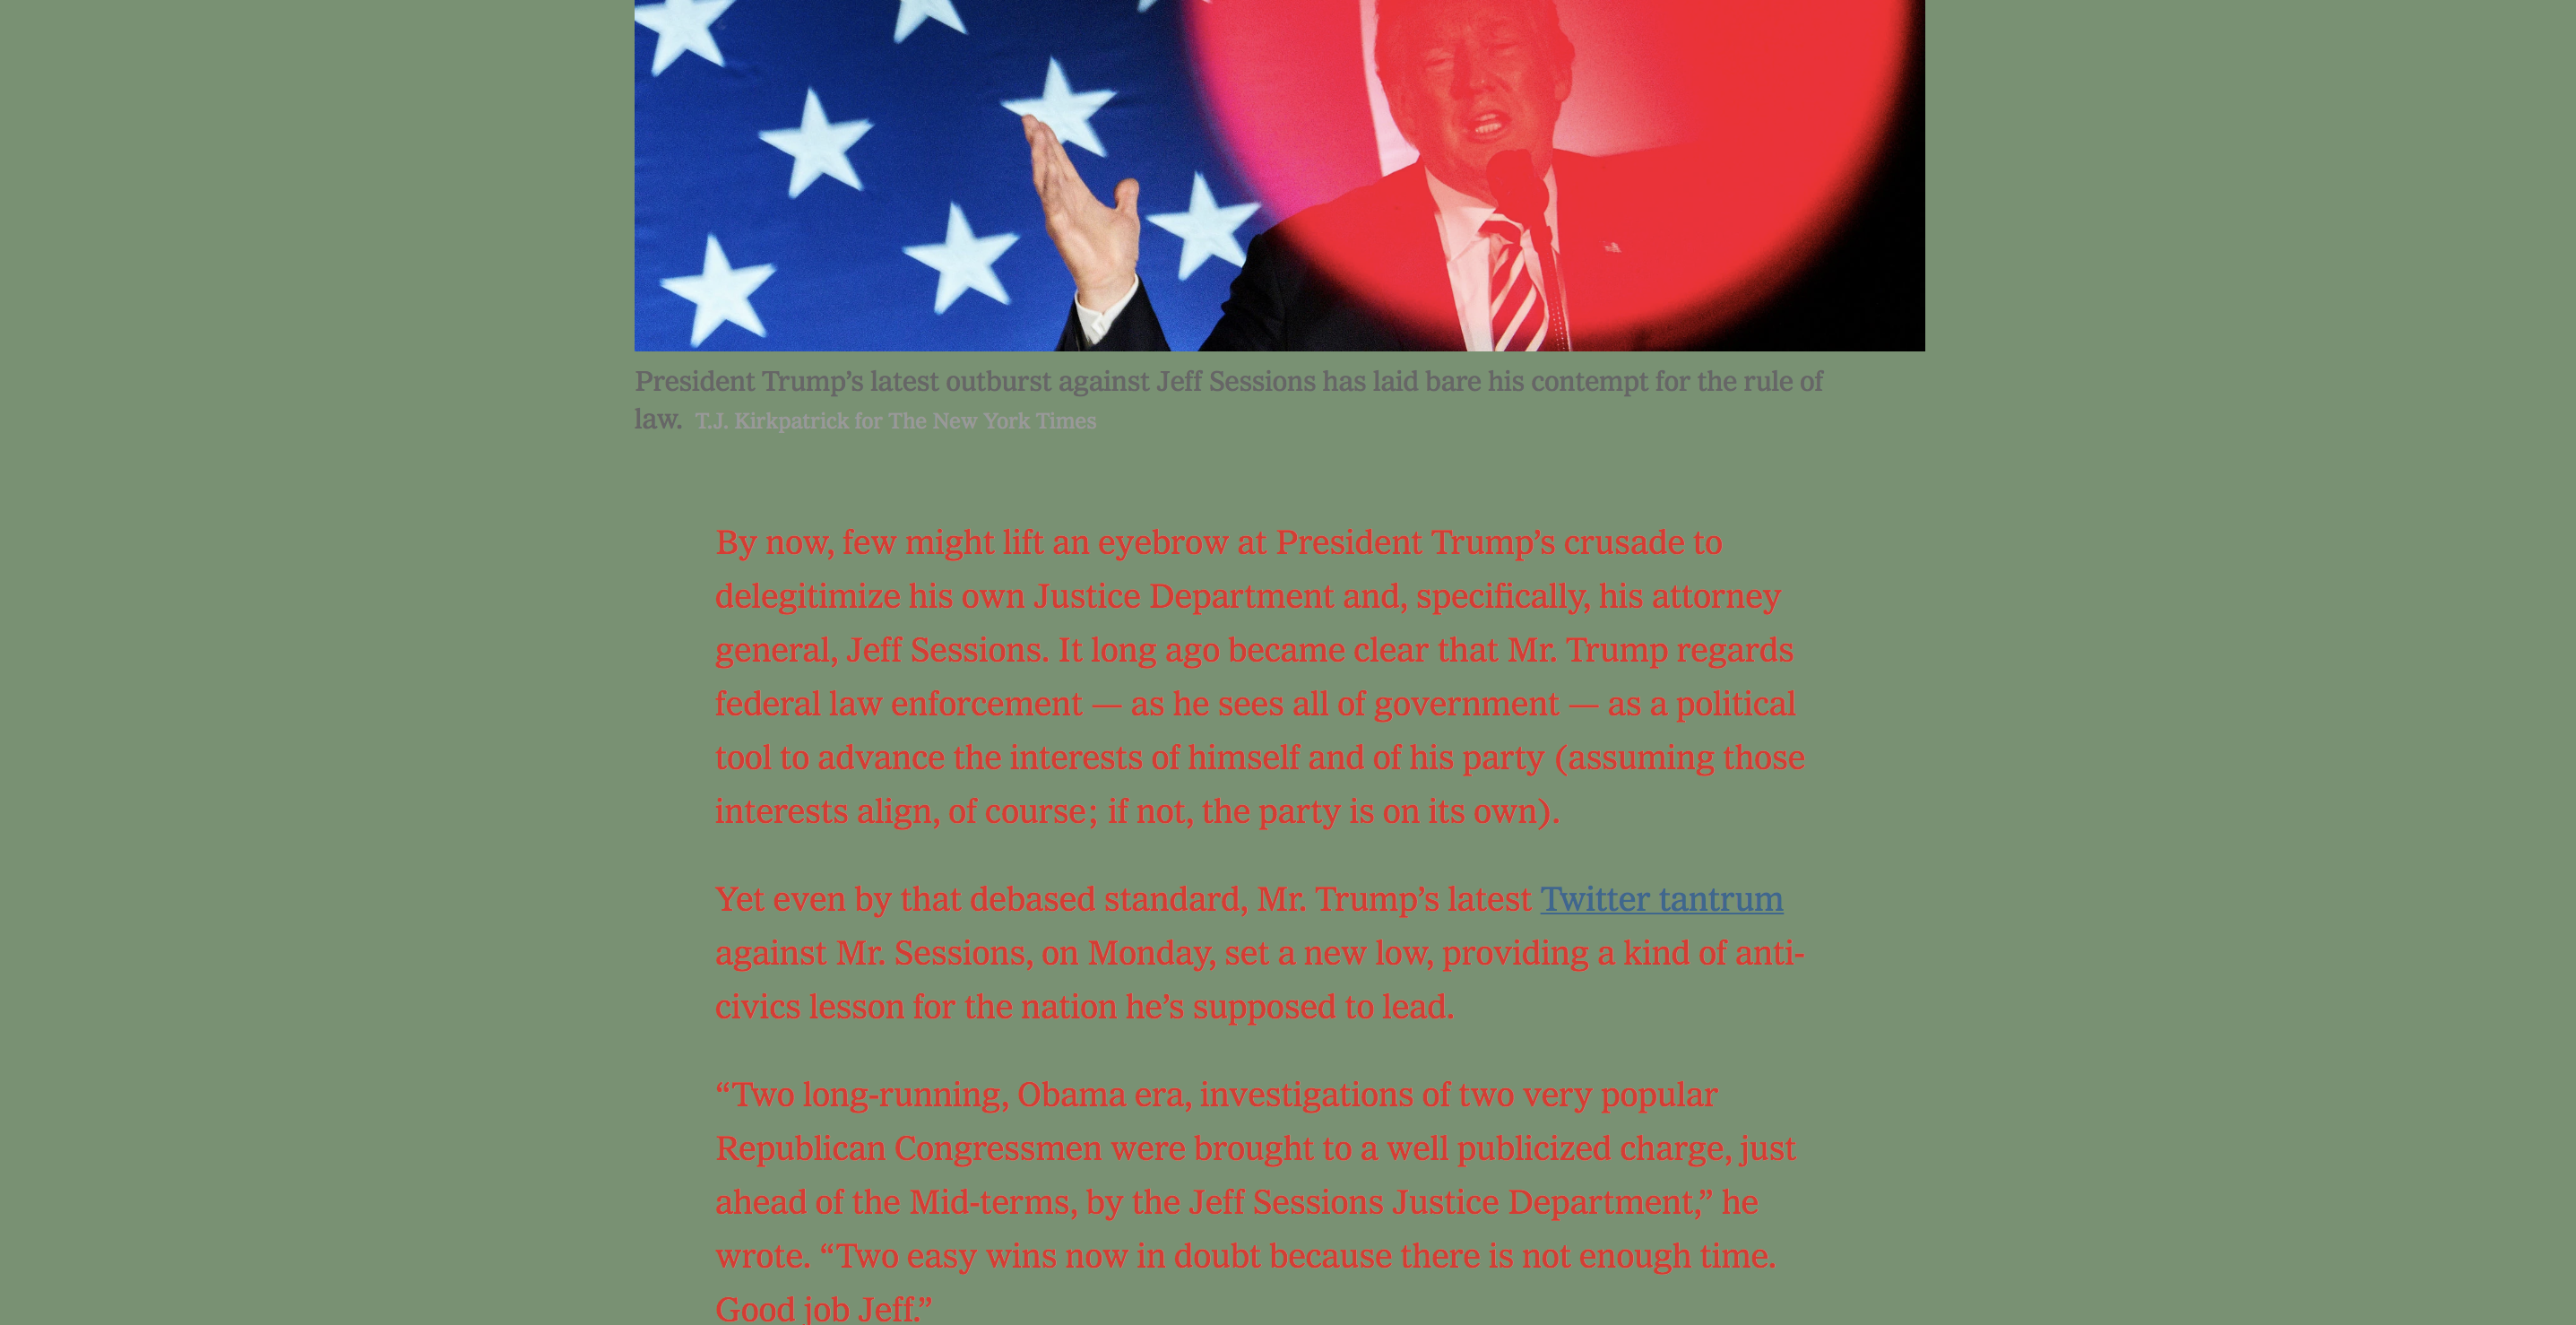 President Trump’s latest outburst against Jeff Sessions has laid bare his contempt for the rule of
law. T.J. Kirkpatrick for The New York Times
By now, few might lift an eyebrow at President Trump’s crusade to
delegitimize his own Justice Department and, specifically, his attorney
general, Jeff Sessions. It long ago became clear that Mr. Trump regards
federal law enforcement — as he sees all of government — as a political
tool to advance the interests of himself and of his party (assuming those
interests align, of course; if not, the party is on its own).
Yet even by that debased standard, Mr. Trump’s latest Twitter tantrum
against Mr. Sessions, on Monday, set a new low, providing a kind of anti-
civics lesson for the nation he’s supposed to lead.
“Two long-running, Obama era, investigations of two very popular
Republican Congressmen were brought to a well publicized charge, just
ahead of the Mid-terms, by the Jeff Sessions Justice Department,” he
wrote. “Two easy wins now in doubt because there is not enough time.
Good job Jeff.”